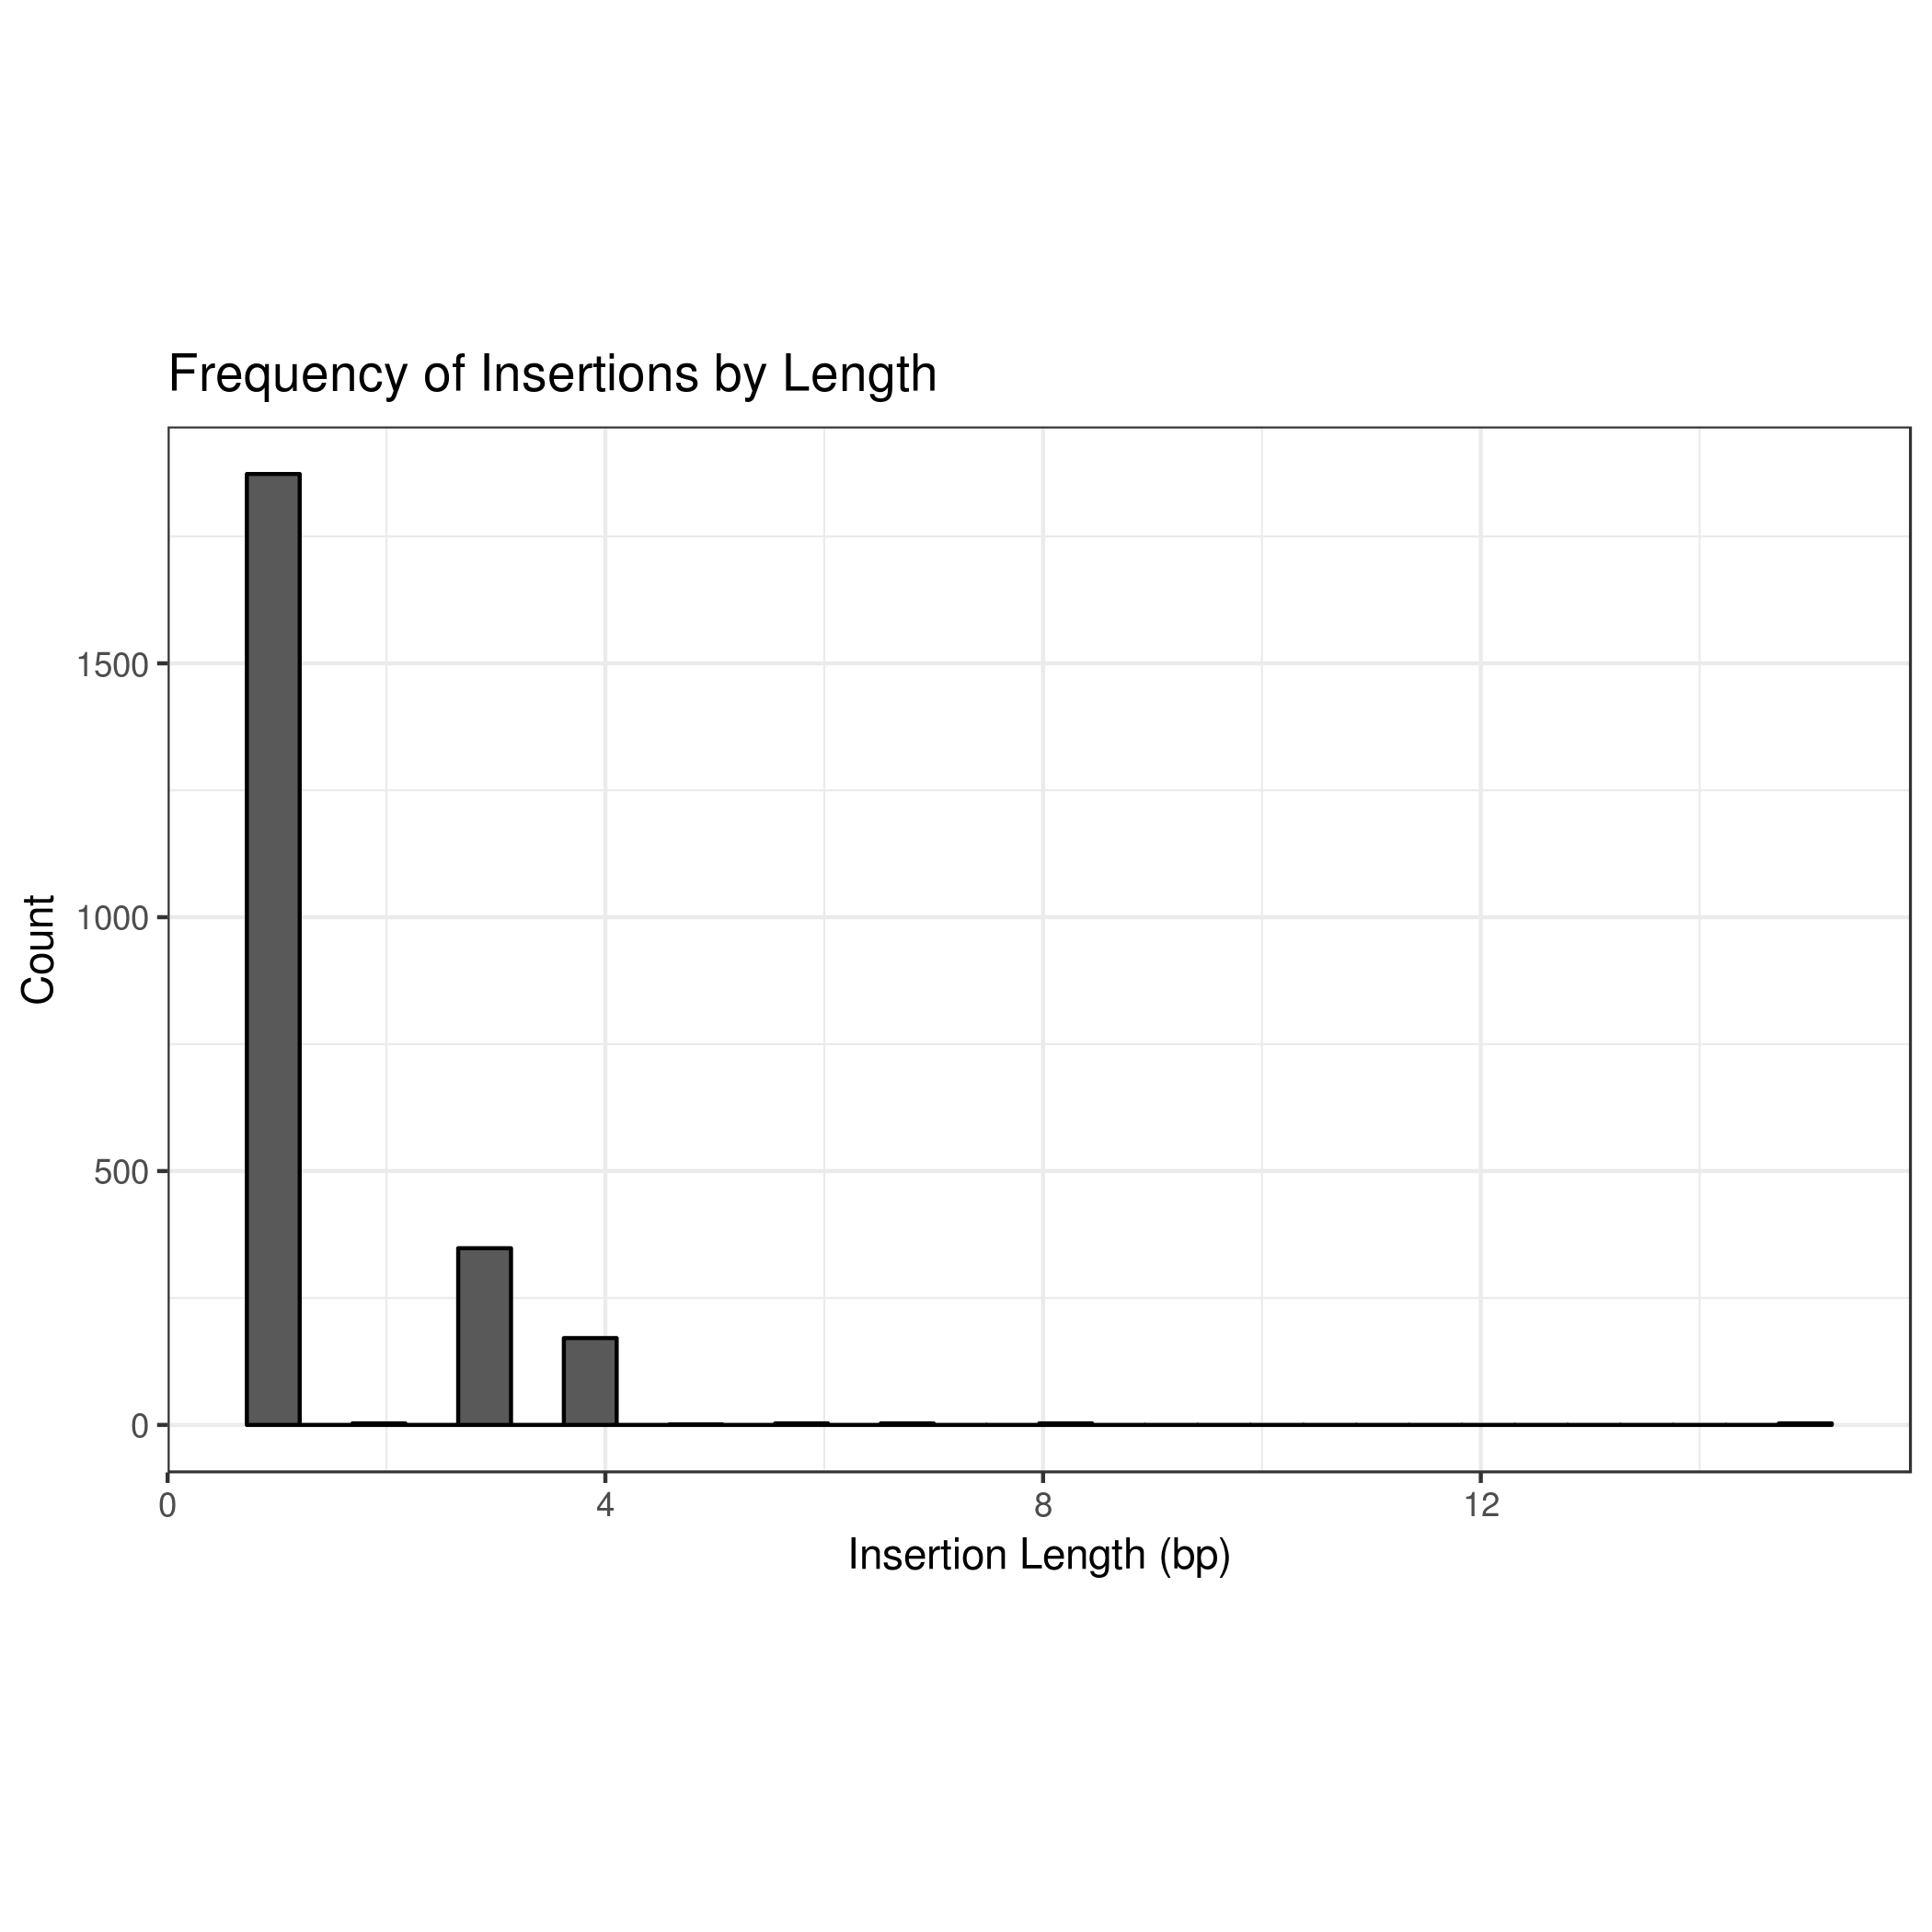 Frequency of Insertions by Length
Count
1500
1000
500
0
0 4 8 12
Insertion Length (bp)